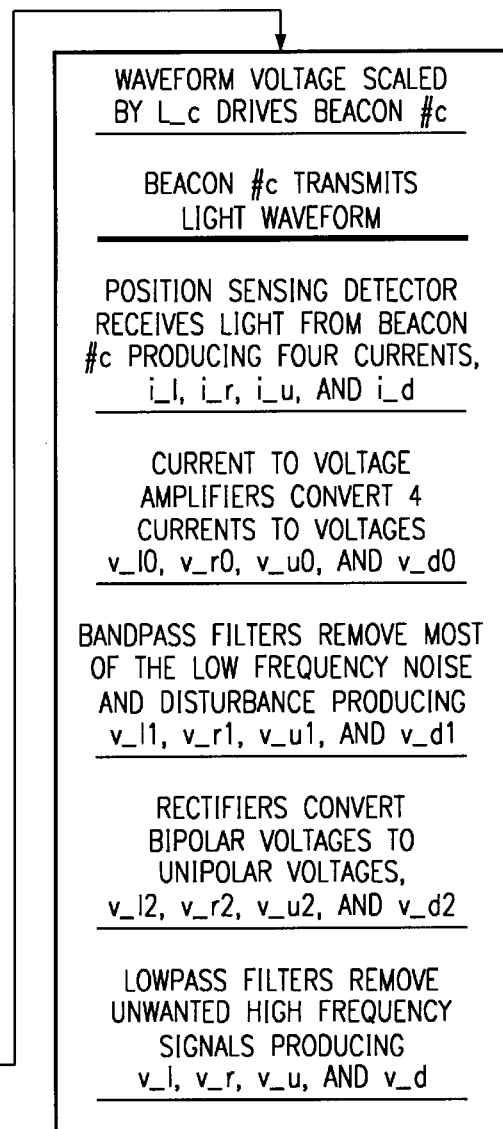 WAVEFORM VOLTAGE SCALED
BY L_c DRIVES BEACON #c
BEACON #c TRANSMITS
LIGHT WAVEFORM
POSITION SENSING DETECTOR
RECEIVES LIGHT FROM BEACON
#c PRODUCING FOUR CURRENTS,
i_l, i_r, i_u, AND i_d
CURRENT TO VOLTAGE
AMPLIFIERS CONVERT 4
CURRENTS TO VOLTAGES
v_l0, v_r0, v_u0, AND v_d0
BANDPASS FILTERS REMOVE MOST
OF THE LOW FREQUENCY NOISE
AND DISTURBANCE PRODUCING
v_l1, v_r1, v_u1, AND v_d1
RECTIFIERS CONVERT
BIPOLAR VOLTAGES TO
UNIPOLAR VOLTAGES,
v_l2, v_r2, v_u2, AND v_d2
LOWPASS FILTERS REMOVE
UNWANTED HIGH FREQUENCY
SIGNALS PRODUCING
v_l, v_r, v_u, AND v_d